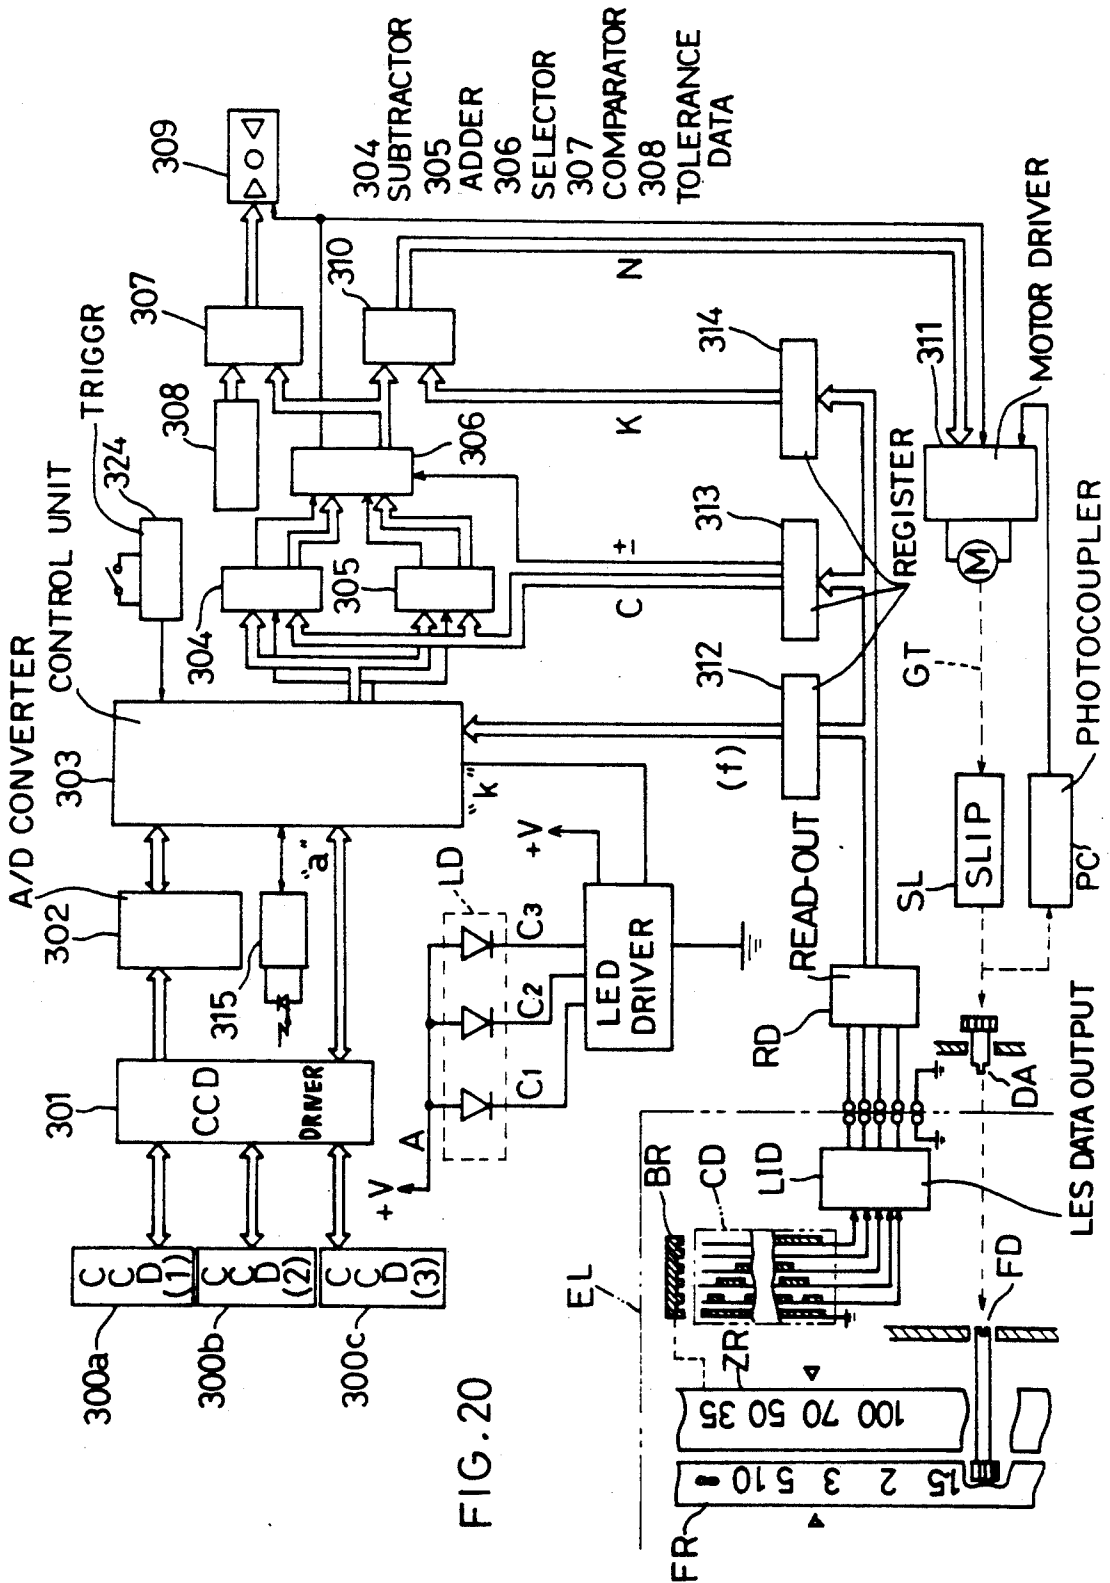 A/D CONVERTER
CONTROL UNIT
TRIGGR
324
307
309
303
302
301
315
308
310
304
305
306
"a"
"k"
CCD
DRIVER
CCD
(1)
CCD
(2)
CCD
(3)
300a
300b
300c
304
SUBTRACTOR
305
ADDER
306
SELECTOR
307
COMPARATOR
308
TOLERANCE
DATA
+V
A
LD
C1
C2
C3
+V
LED
DRIVER
(f)
C
±
K
N
312
313
314
REGISTER
311
MOTOR DRIVER
M
GT
SL
SLIP
PC
PHOTOCOUPLER
READ-OUT
RD
DA
LID
LES DATA OUTPUT
EL
BR
CD
ZR
35
50
70
100
FR
∞
10
5
3
2
1.5
FD
FIG. 20